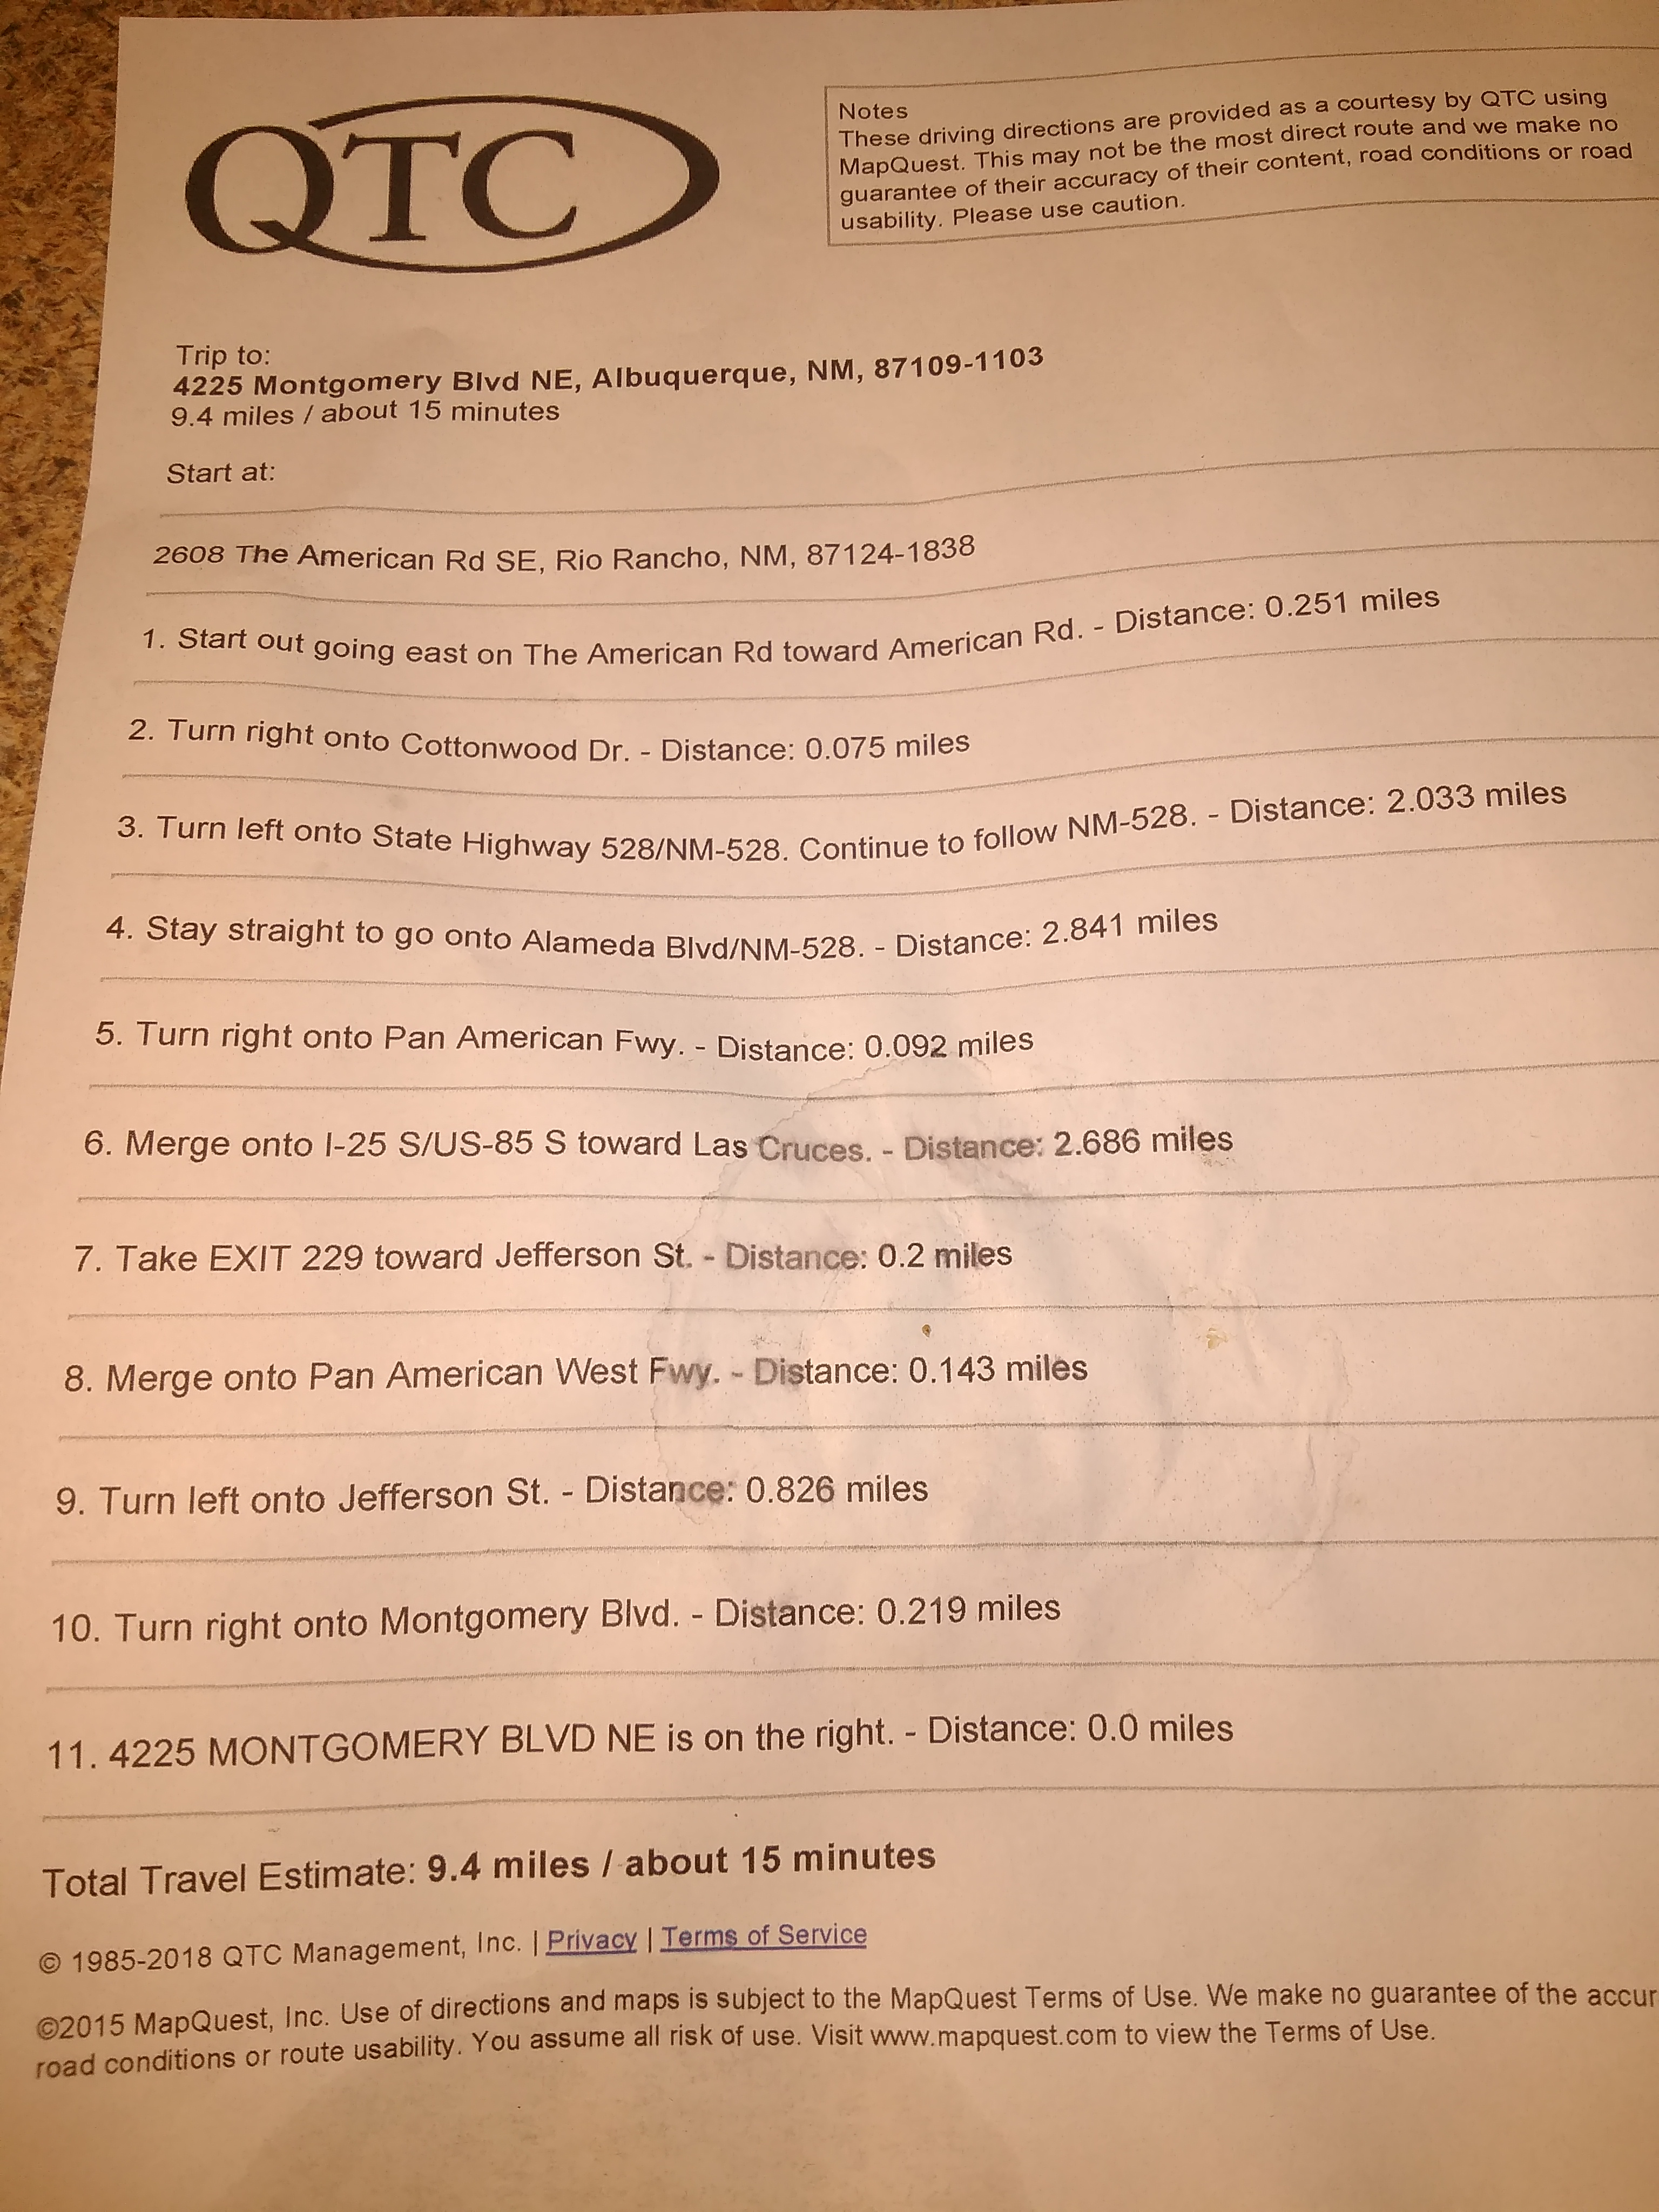 QTC
Notes
These driving directions are provided as a courtesy by QTC using
MapQuest. This may not be the most direct route and we make no
guarantee of their accuracy of their content, road conditions or road
usability. Please use caution.
Trip to:
4225 Montgomery Blvd NE, Albuquerque, NM, 87109-1103
9.4 miles / about 15 minutes
Start at:
2608 The American Rd SE, Rio Rancho, NM, 87124-1838
1. Start out going east on The American Rd toward American Rd. - Distance: 0.251 miles
2. Turn right onto Cottonwood Dr. - Distance: 0.075 miles
3. Turn left onto State Highway 528/NM-528. Continue to follow NM-528. - Distance: 2.033 miles
4. Stay straight to go onto Alameda Blvd/NM-528. - Distance: 2.841 miles
5. Turn right onto Pan American Fwy. - Distance: 0.092 miles
6. Merge onto I-25 S/US-85 S toward Las Cruces. - Distance: 2.686 miles
7. Take EXIT 229 toward Jefferson St. - Distance: 0.2 miles
8. Merge onto Pan American West Fwy. - Distance: 0.143 miles
9. Turn left onto Jefferson St. - Distance: 0.826 miles
10. Turn right onto Montgomery Blvd. - Distance: 0.219 miles
11. 4225 MONTGOMERY BLVD NE is on the right. - Distance: 0.0 miles
Total Travel Estimate: 9.4 miles / about 15 minutes
© 1985-2018 QTC Management, Inc. | Privacy | Terms of Service
©2015 MapQuest, Inc. Use of directions and maps is subject to the MapQuest Terms of Use. We make no guarantee of the accur
road conditions or route usability. You assume all risk of use. Visit www.mapquest.com to view the Terms of Use.